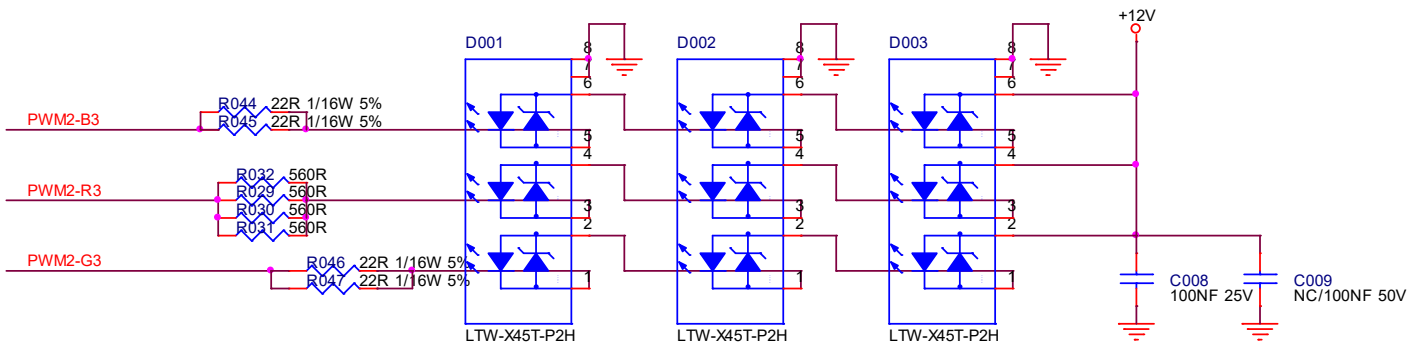 +12V
D001
D002
D003
8
7
6
5
4
3
2
1
8
7
6
5
4
3
2
1
8
7
6
5
4
3
2
1
PWM2-B3
R044 22R 1/16W 5%
R045 22R 1/16W 5%
PWM2-R3
R032 560R
R029 560R
R030 560R
R031 560R
PWM2-G3
R046 22R 1/16W 5%
R047 22R 1/16W 5%
C008
100NF 25V
C009
NC/100NF 50V
LTW-X45T-P2H
LTW-X45T-P2H
LTW-X45T-P2H